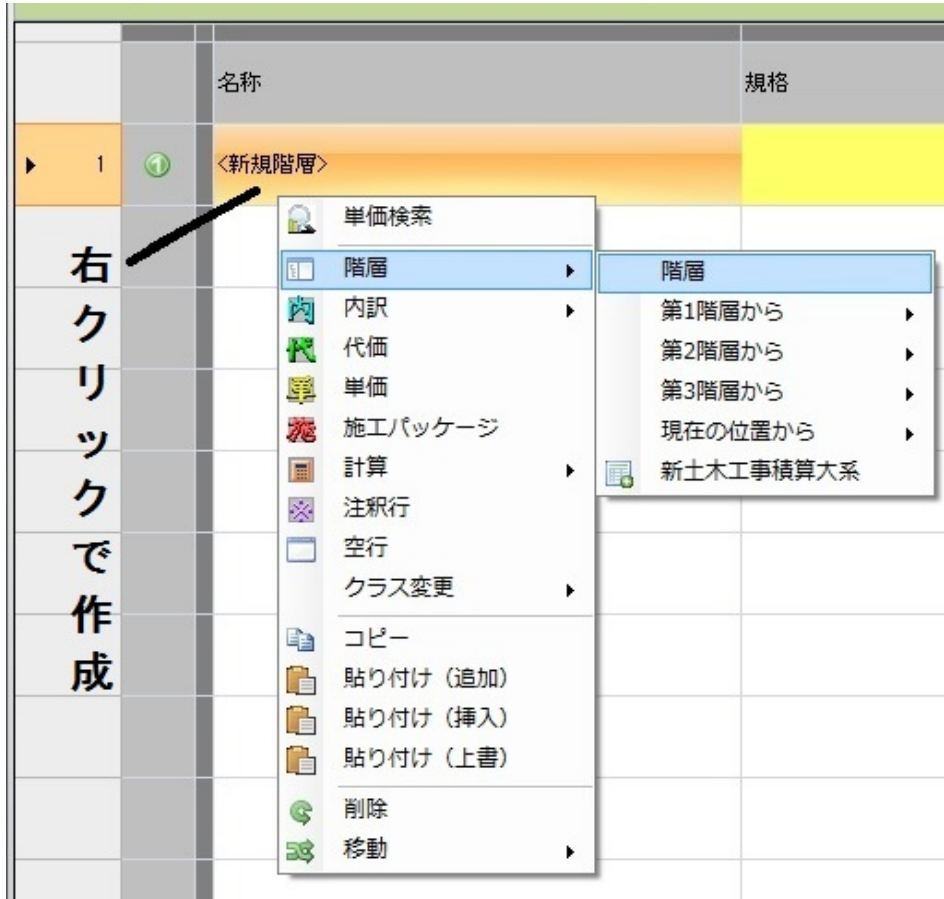 名称 規格
1 1 <新規階層>
右クリックで作成
単価検索
階層
内訳
代価
単価
施工パッケージ
計算
注釈行
空行
クラス変更
コピー
貼り付け（追加）
貼り付け（挿入）
貼り付け（上書）
削除
移動
階層
第1階層から
第2階層から
第3階層から
現在の位置から
新土木工事積算大系